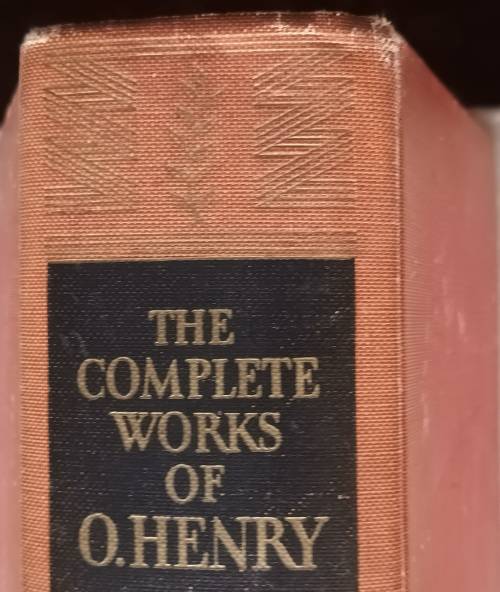 THE
COMPLETE
WORKS
OF
O.HENRY